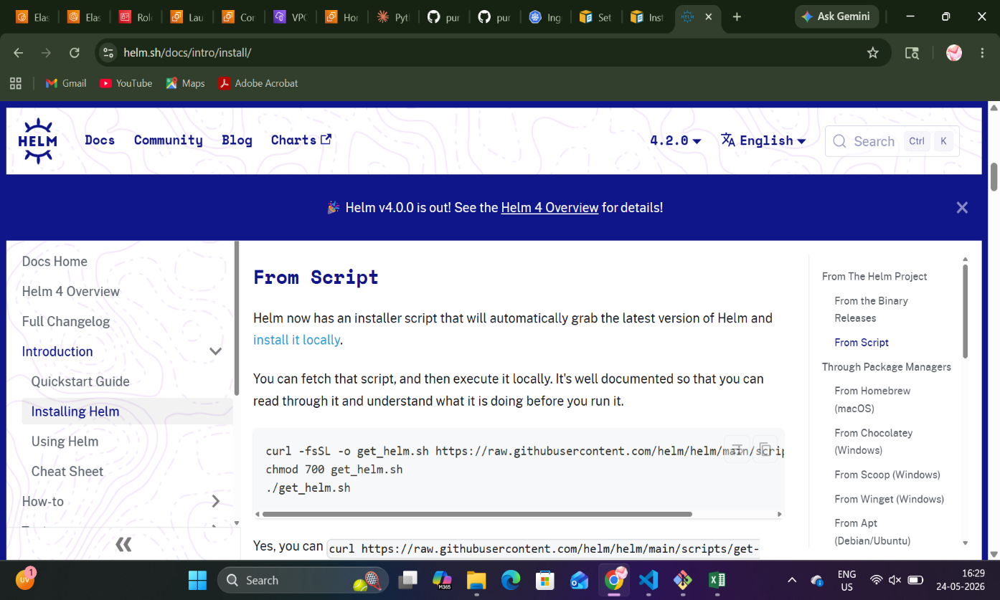 Elas
Elas
Role
Lau
Cor
VPC
Hor
Pytl
pur
pur
Ing
Set
Inst
Ask Gemini
helm.sh/docs/intro/install/
Gmail
YouTube
Maps
Adobe Acrobat
HELM
Docs
Community
Blog
Charts
4.2.0
English
Search
Ctrl
K
🎉 Helm v4.0.0 is out! See the Helm 4 Overview for details!
Docs Home
Helm 4 Overview
Full Changelog
Introduction
Quickstart Guide
Installing Helm
Using Helm
Cheat Sheet
How-to
From Script
Helm now has an installer script that will automatically grab the latest version of Helm and
install it locally.
You can fetch that script, and then execute it locally. It's well documented so that you can
read through it and understand what it is doing before you run it.
curl -fsSL -o get_helm.sh https://raw.githubusercontent.com/helm/helm/main/scrip
chmod 700 get_helm.sh
./get_helm.sh
Yes, you can curl https://raw.githubusercontent.com/helm/helm/main/scripts/get-
From The Helm Project
From the Binary
Releases
From Script
Through Package Managers
From Homebrew
(macOS)
From Chocolatey
(Windows)
From Scoop (Windows)
From Winget (Windows)
From Apt
(Debian/Ubuntu)
UV
1
Search
M365
ENG
US
16:29
24-05-2026